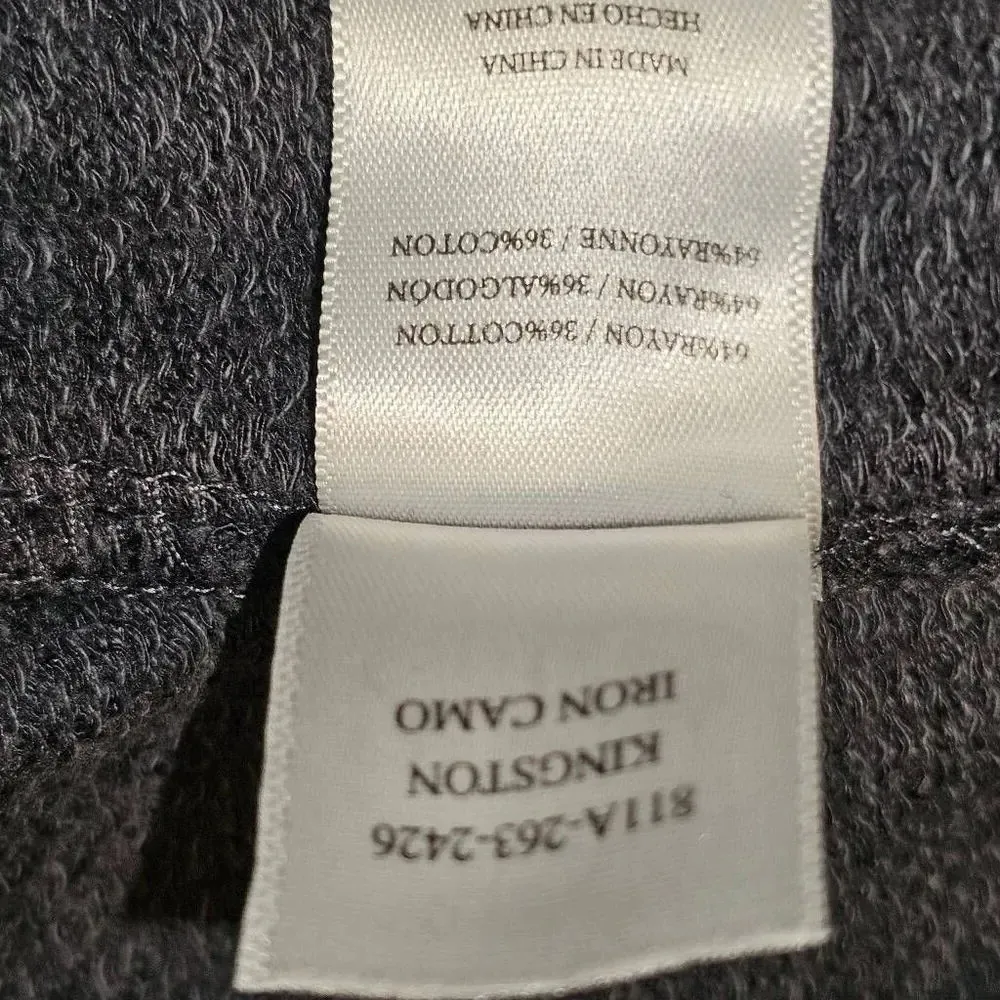 811A-263-2426
KINGSTON
IRON CAMO
64%RAYON / 36%COTTON
64%RAYON / 36%ALGODÓN
64%RAYONNE / 36%COTON
MADE IN CHINA
HECHO EN CHINA